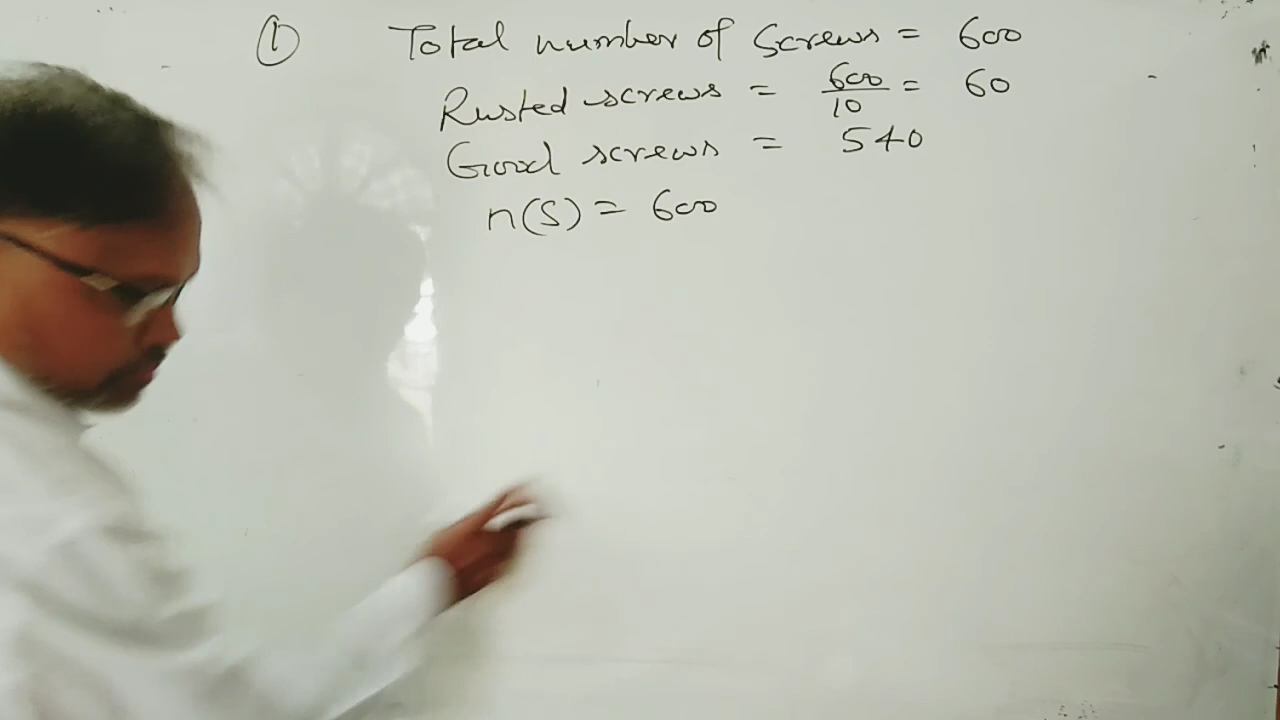 ① Total number of Screws = 600
Rusted screws = 600/10 = 60
Good screws = 540
n(S) = 600